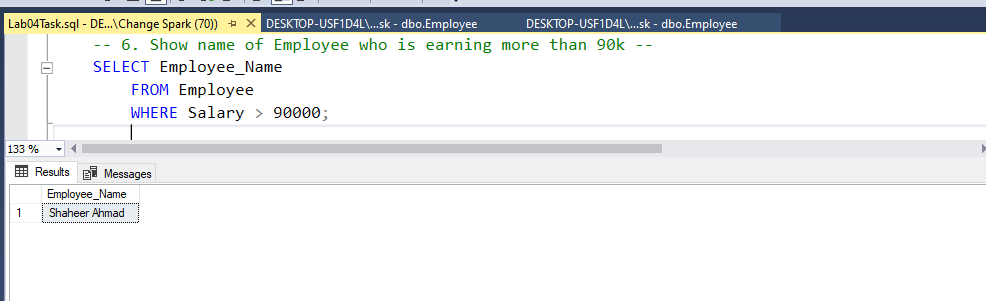 Lab04Task.sql - DE...\Change Spark (70))
DESKTOP-USF1D4L\...sk - dbo.Employee
DESKTOP-USF1D4L\...sk - dbo.Employee
-- 6. Show name of Employee who is earning more than 90k --
SELECT Employee_Name
FROM Employee
WHERE Salary > 90000;
133 %
Results
Messages
Employee_Name
1 Shaheer Ahmad